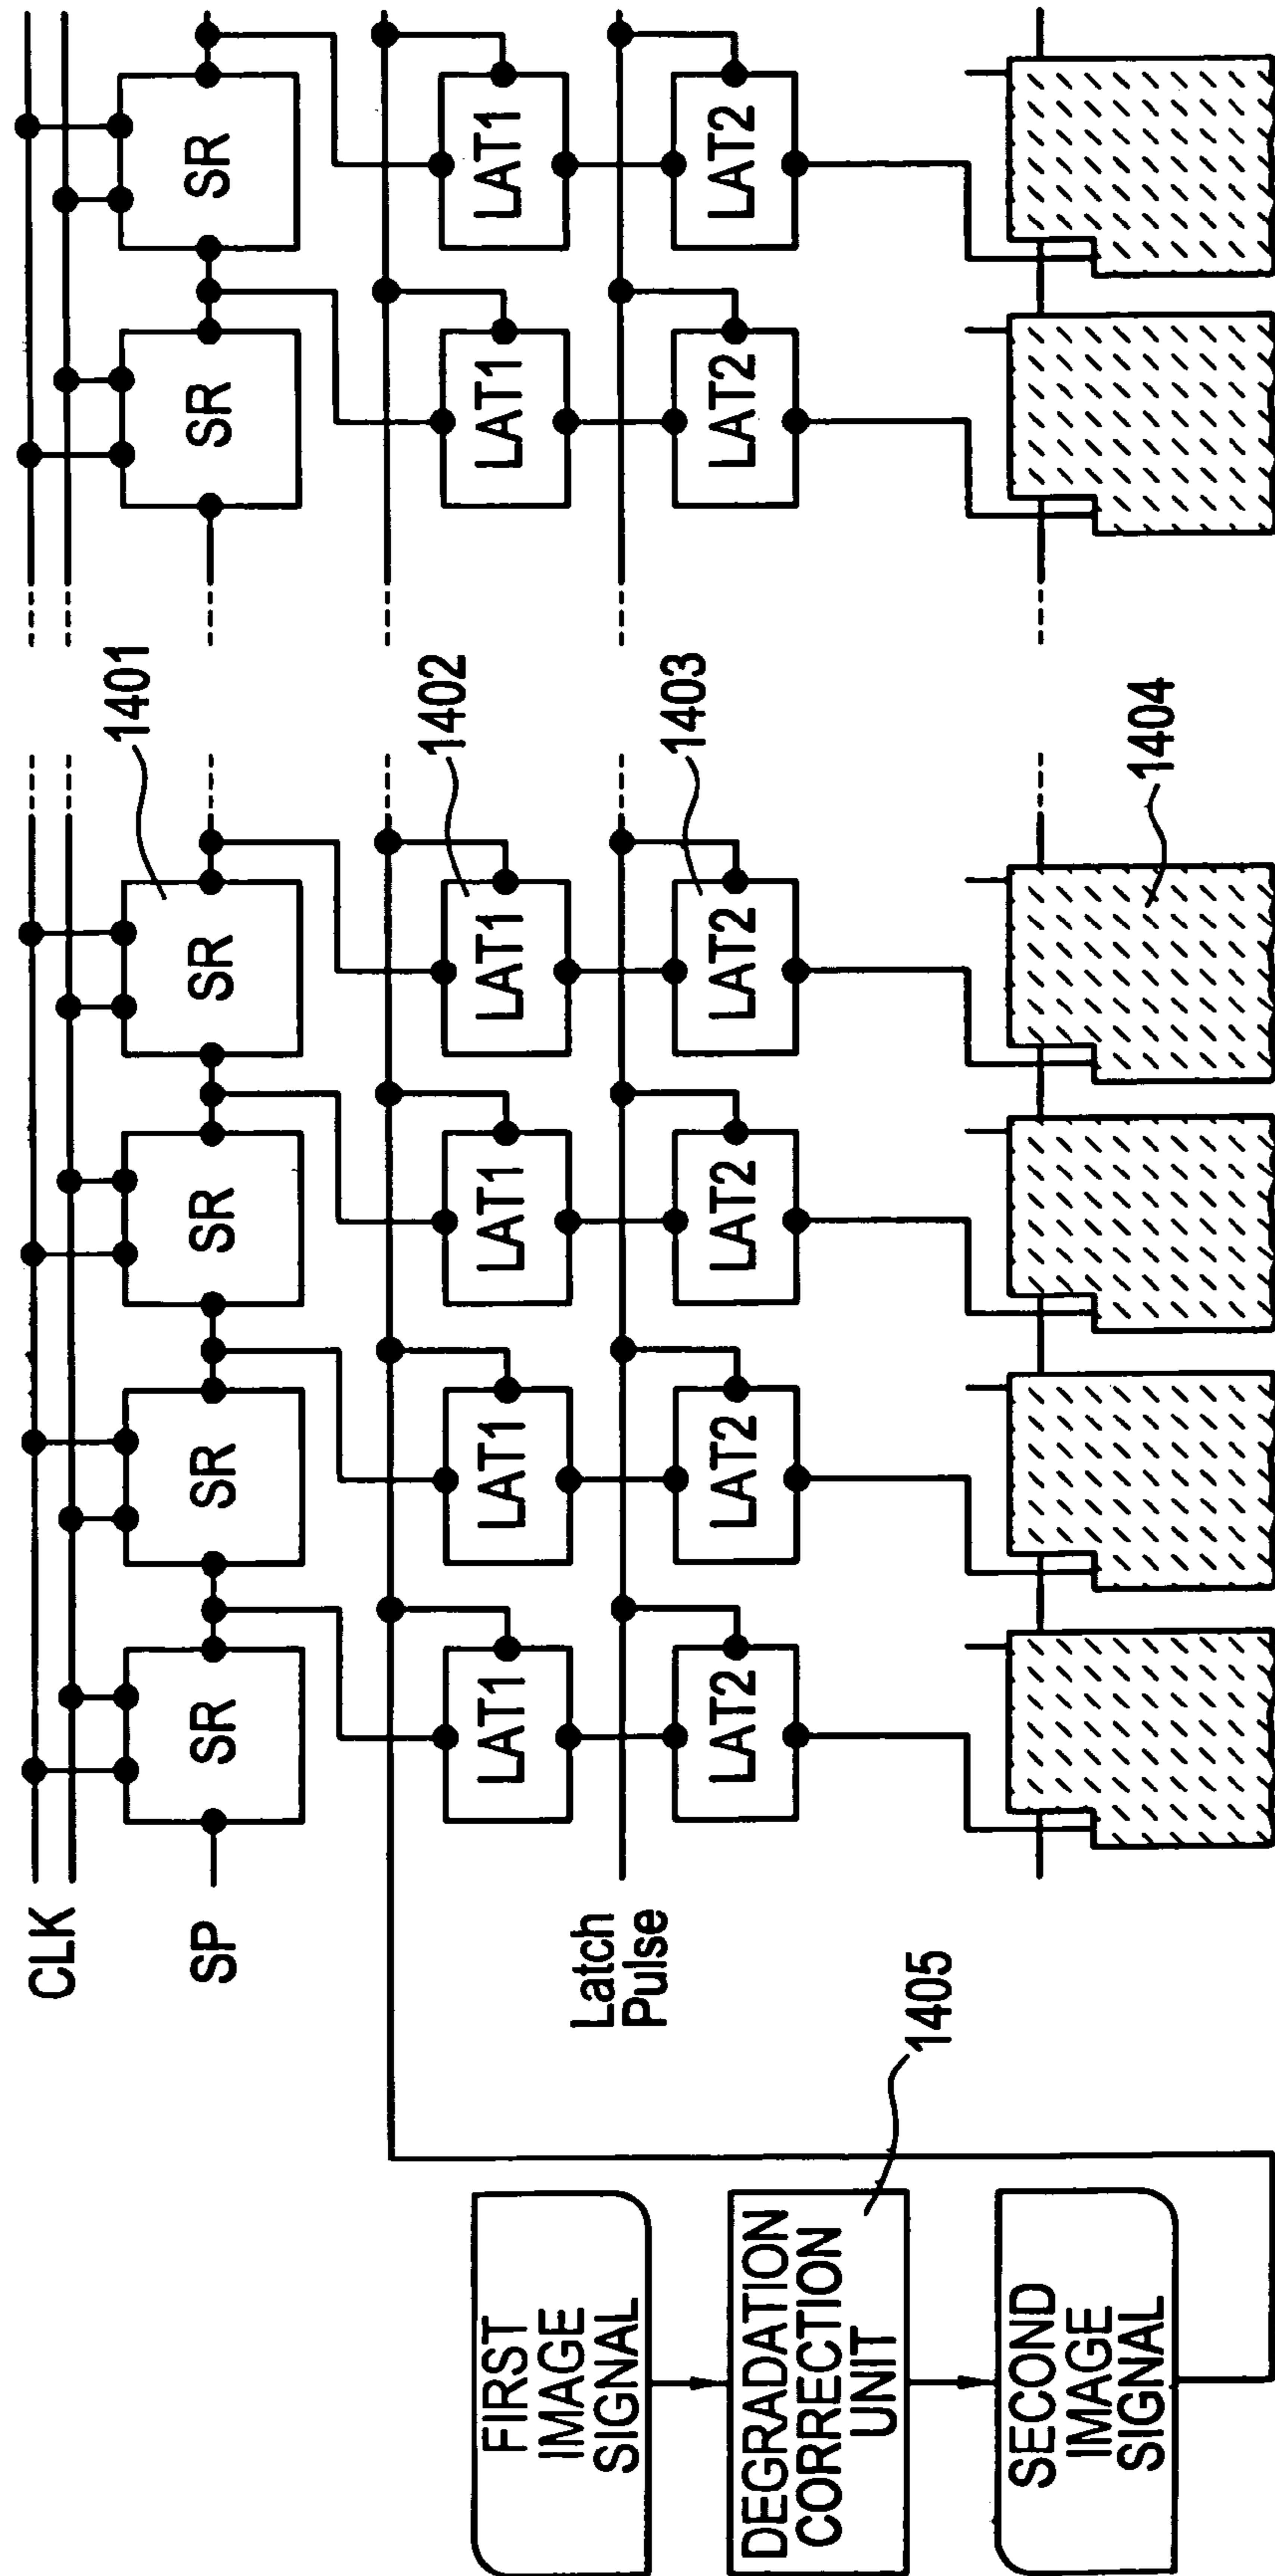 CLK
SP
SR
SR
SR
SR
SR
SR
1401
LAT1
LAT1
LAT1
LAT1
LAT1
LAT1
1402
Latch
Pulse
LAT2
LAT2
LAT2
LAT2
LAT2
LAT2
1403
1404
FIRST
IMAGE
SIGNAL
DEGRADATION
CORRECTION
UNIT
1405
SECOND
IMAGE
SIGNAL